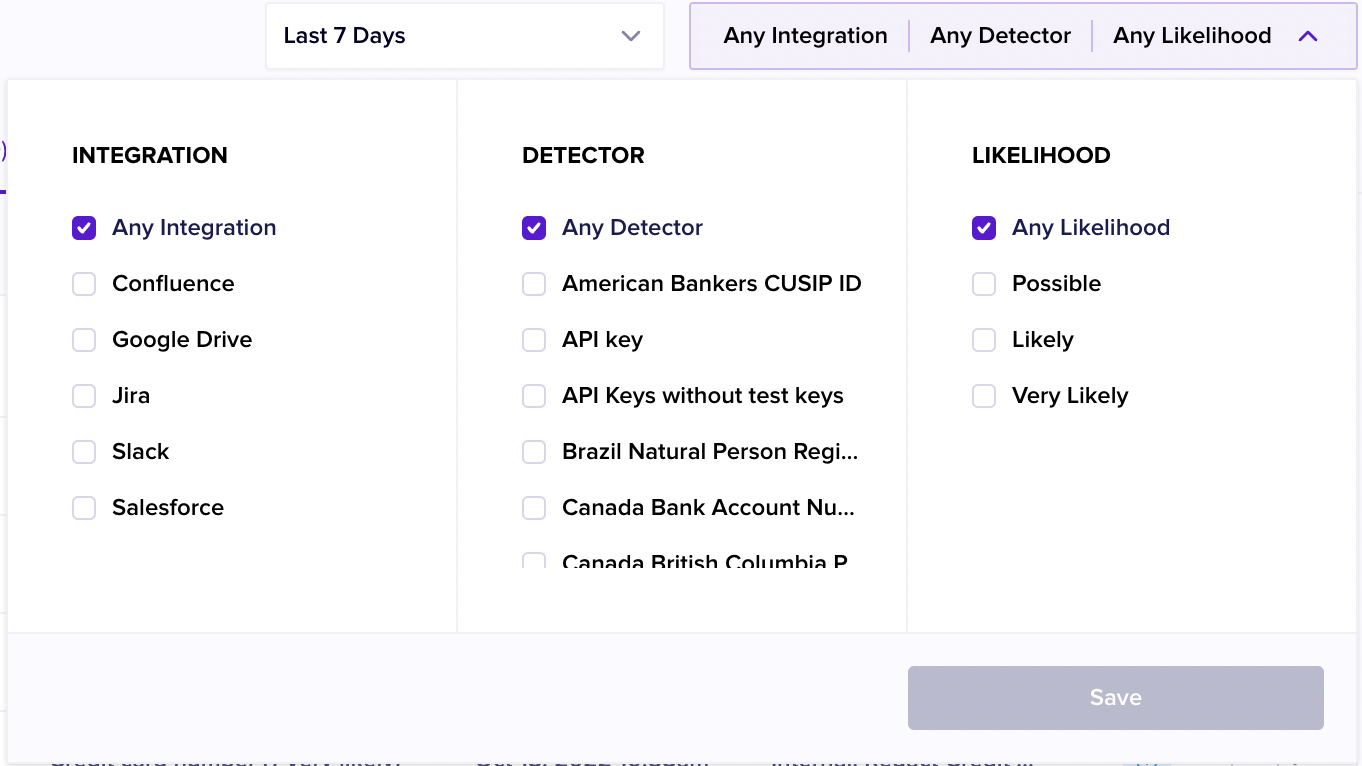 Last 7 Days
Any Integration
Any Detector
Any Likelihood
INTEGRATION
Any Integration
Confluence
Google Drive
Jira
Slack
Salesforce
DETECTOR
Any Detector
American Bankers CUSIP ID
API key
API Keys without test keys
Brazil Natural Person Regi...
Canada Bank Account Nu...
Canada British Columbia P
LIKELIHOOD
Any Likelihood
Possible
Likely
Very Likely
Save